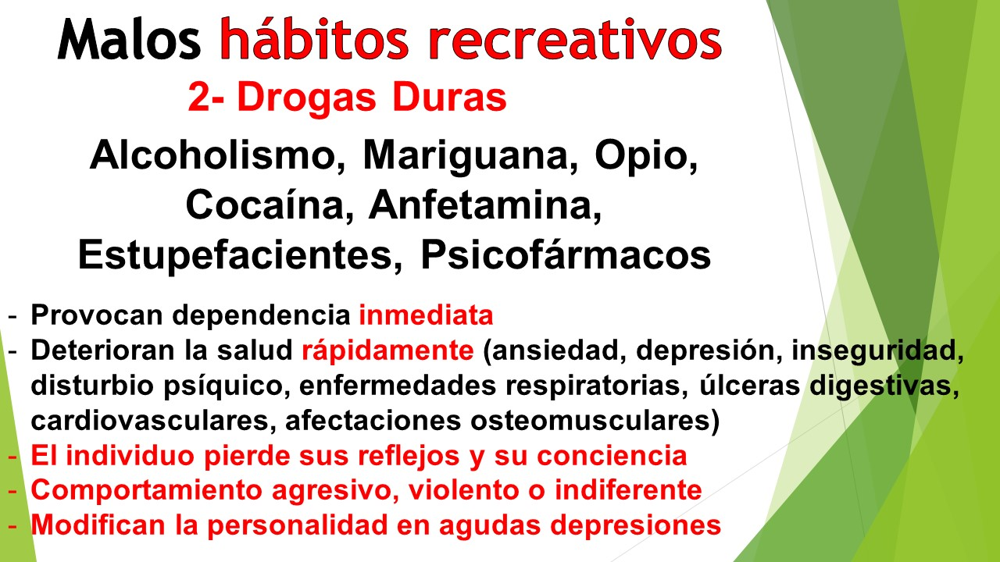 Malos hábitos recreativos
2- Drogas Duras
Alcoholismo, Mariguana, Opio,
Cocaína, Anfetamina,
Estupefacientes, Psicofármacos
- Provocan dependencia inmediata
- Deterioran la salud rápidamente (ansiedad, depresión, inseguridad,
disturbio psíquico, enfermedades respiratorias, úlceras digestivas,
cardiovasculares, afectaciones osteomusculares)
- El individuo pierde sus reflejos y su conciencia
- Comportamiento agresivo, violento o indiferente
- Modifican la personalidad en agudas depresiones